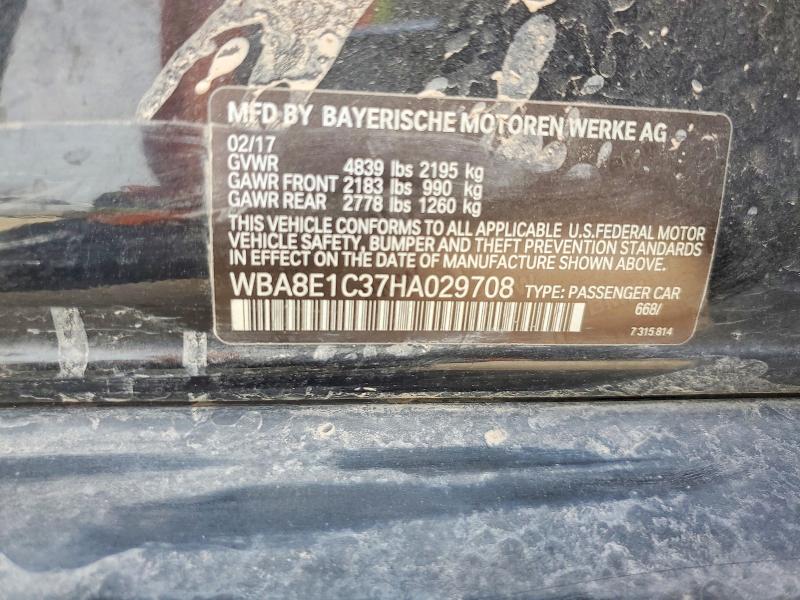 MFD BY BAYERISCHE MOTOREN WERKE AG
02/17
GVWR 4839 lbs 2195 kg
GAWR FRONT 2183 lbs 990 kg
GAWR REAR 2778 lbs 1260 kg
THIS VEHICLE CONFORMS TO ALL APPLICABLE U.S.FEDERAL MOTOR
VEHICLE SAFETY, BUMPER AND THEFT PREVENTION STANDARDS
IN EFFECT ON THE DATE OF MANUFACTURE SHOWN ABOVE.
WBA8E1C37HA029708 TYPE: PASSENGER CAR
668/
7 315 814